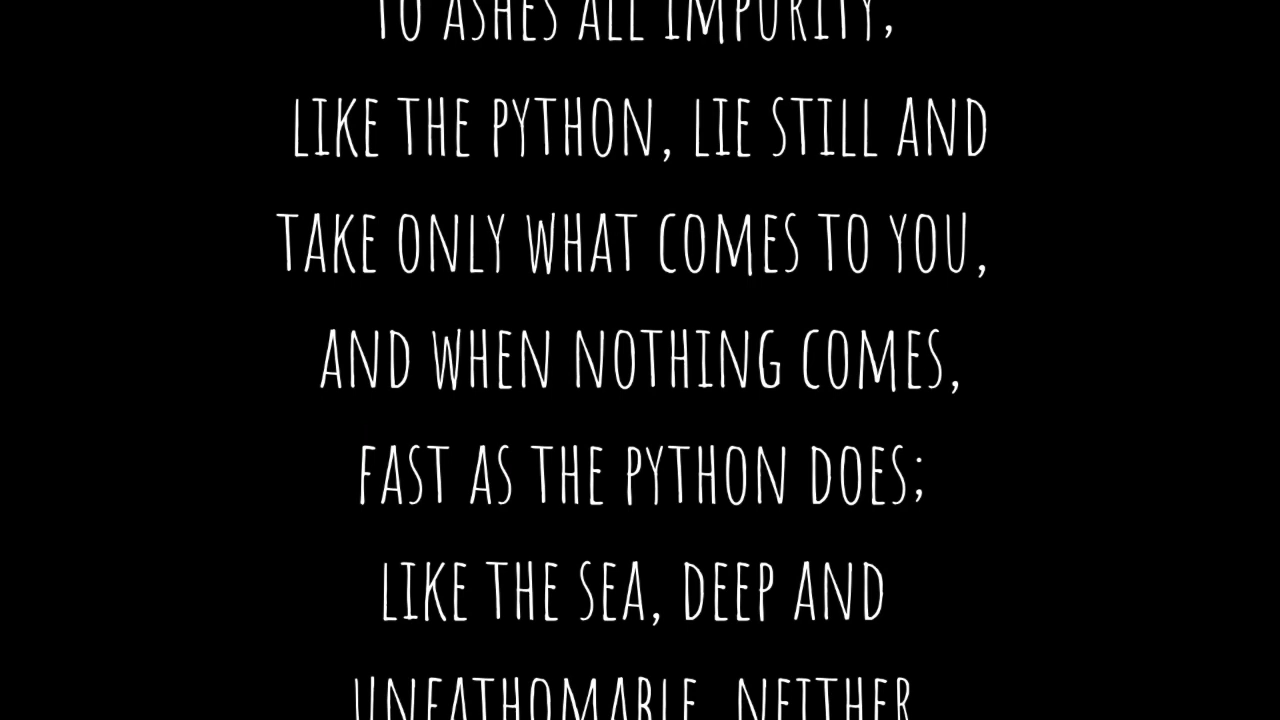 TO ASHES ALL IMPURITY,
LIKE THE PYTHON, LIE STILL AND
TAKE ONLY WHAT COMES TO YOU,
AND WHEN NOTHING COMES,
FAST AS THE PYTHON DOES;
LIKE THE SEA, DEEP AND
UNFATHOMABLE, NEITHER